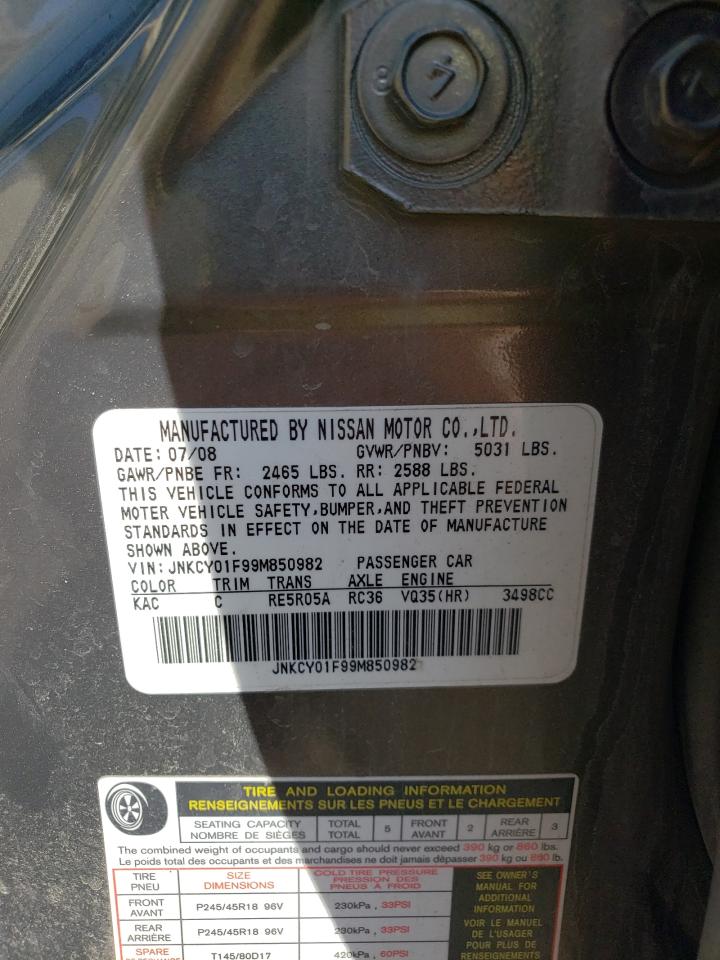 8
4
7
MANUFACTURED BY NISSAN MOTOR CO.,LTD.
DATE: 07/08 GVWR/PNBV: 5031 LBS.
GAWR/PNBE FR: 2465 LBS. RR: 2588 LBS.
THIS VEHICLE CONFORMS TO ALL APPLICABLE FEDERAL
MOTOR VEHICLE SAFETY,BUMPER,AND THEFT PREVENTION
STANDARDS IN EFFECT ON THE DATE OF MANUFACTURE
SHOWN ABOVE.
VIN: JNKCY01F99M850982 PASSENGER CAR
COLOR TRIM TRANS AXLE ENGINE
KAC C RE5R05A RC36 VQ35(HR) 3498CC
JNKCY01F99M850982
TIRE AND LOADING INFORMATION
RENSEIGNEMENTS SUR LES PNEUS ET LE CHARGEMENT
SEATING CAPACITY TOTAL 5 FRONT 2 REAR 3
NOMBRE DE SIÈGES TOTAL AVANT ARRIÈRE
The combined weight of occupants and cargo should never exceed 390 kg or 860 lbs.
Le poids total des occupants et des marchandises ne doit jamais dépasser 390 kg ou 860 lb.
TIRE SIZE COLD TIRE PRESSURE
PNEU DIMENSIONS PRESSION DES
PNEUS À FROID
SEE OWNER'S
MANUAL FOR
ADDITIONAL
INFORMATION
FRONT
AVANT P245/45R18 96V 230kPa , 33PSI
REAR
ARRIÈRE P245/45R18 96V 230kPa , 33PSI
VOIR LE MANUEL
DE L'USAGER
POUR PLUS DE
RENSEIGNEMENTS
SPARE T145/80D17 420kPa , 60PSI